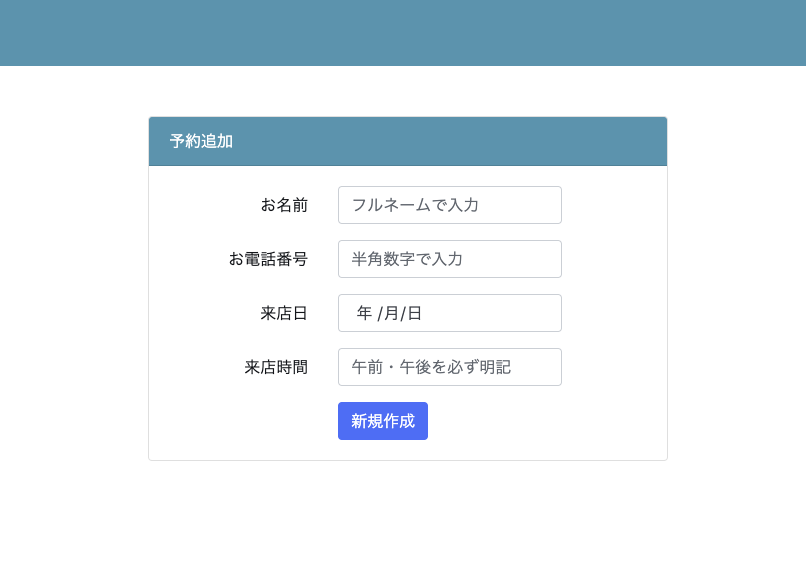 予約追加
お名前 フルネームで入力
お電話番号 半角数字で入力
来店日 年 /月/日
来店時間 午前・午後を必ず明記
新規作成